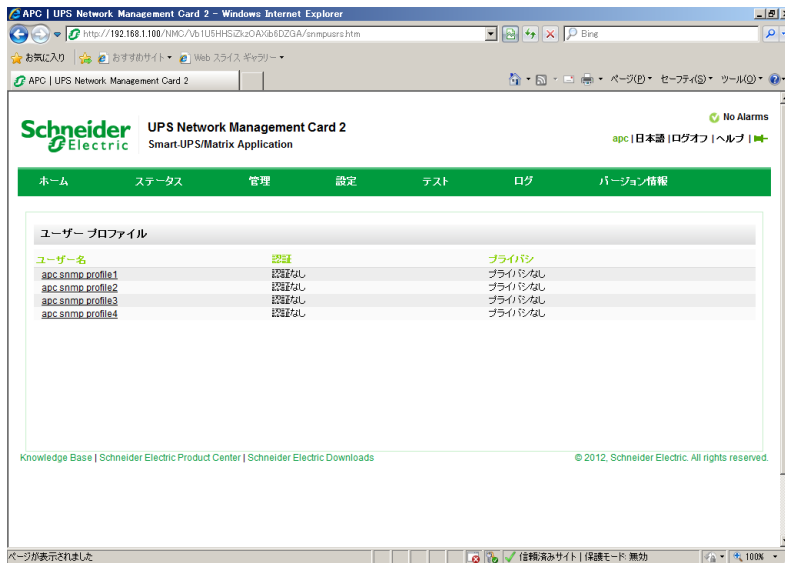 APC | UPS Network Management Card 2 - Windows Internet Explorer
http://192.168.1.100/NMC/Vb1U5HHSiZkzOAXib6DZGA/snmpusrs.htm
Bing
お気に入り おすすめサイト Web スライス ギャラリー
APC | UPS Network Management Card 2
ページ(P) セーフティ(S) ツール(O)
No Alarms
Schneider Electric
UPS Network Management Card 2
Smart-UPS/Matrix Application
apc | 日本語 | ログオフ | ヘルプ |
ホーム ステータス 管理 設定 テスト ログ バージョン情報
ユーザー プロファイル
ユーザー名 認証 プライバシ
apc snmp profile1 認証なし プライバシなし
apc snmp profile2 認証なし プライバシなし
apc snmp profile3 認証なし プライバシなし
apc snmp profile4 認証なし プライバシなし
Knowledge Base | Schneider Electric Product Center | Schneider Electric Downloads
© 2012, Schneider Electric. All rights reserved.
ページが表示されました
信頼済みサイト | 保護モード: 無効
100%